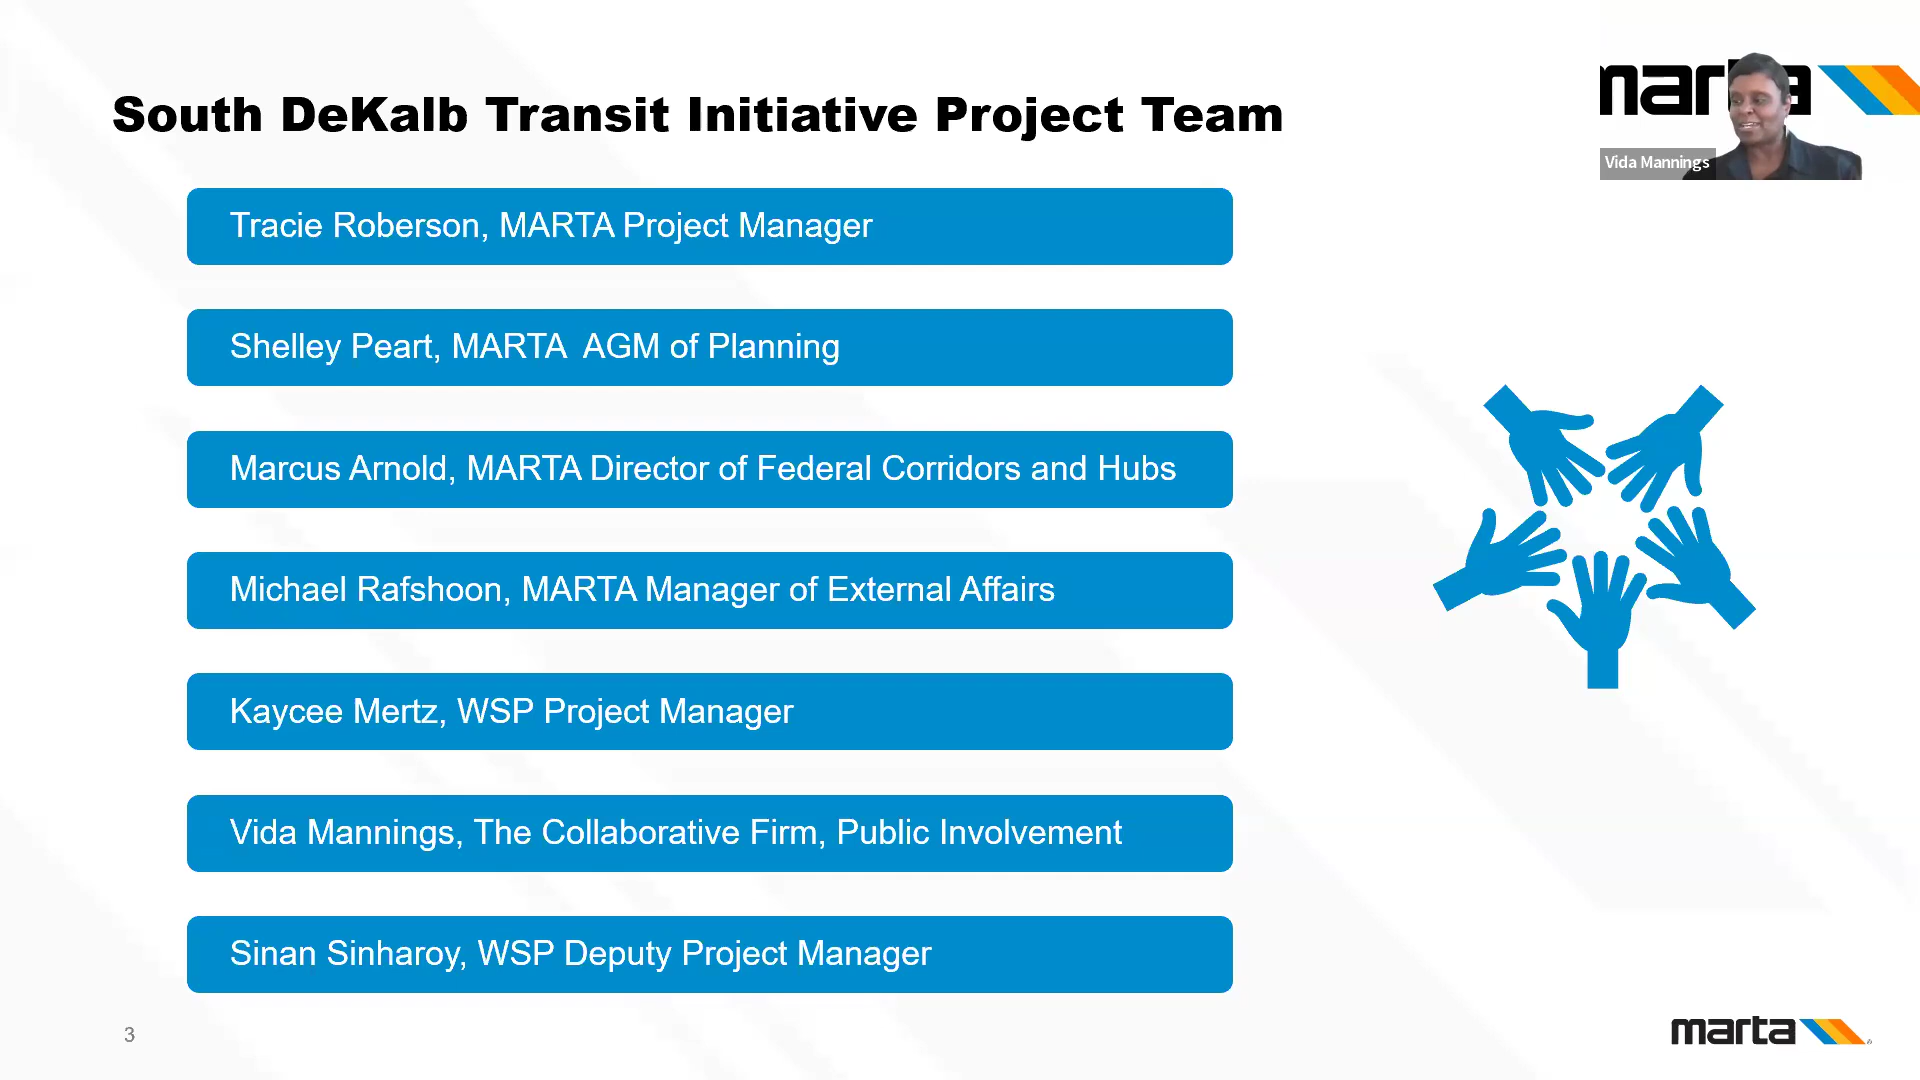 South DeKalb Transit Initiative Project Team
marta
Vida Mannings
Tracie Roberson, MARTA Project Manager
Shelley Peart, MARTA  AGM of Planning
Marcus Arnold, MARTA Director of Federal Corridors and Hubs
Michael Rafshoon, MARTA Manager of External Affairs
Kaycee Mertz, WSP Project Manager
Vida Mannings, The Collaborative Firm, Public Involvement
Sinan Sinharoy, WSP Deputy Project Manager
3
marta